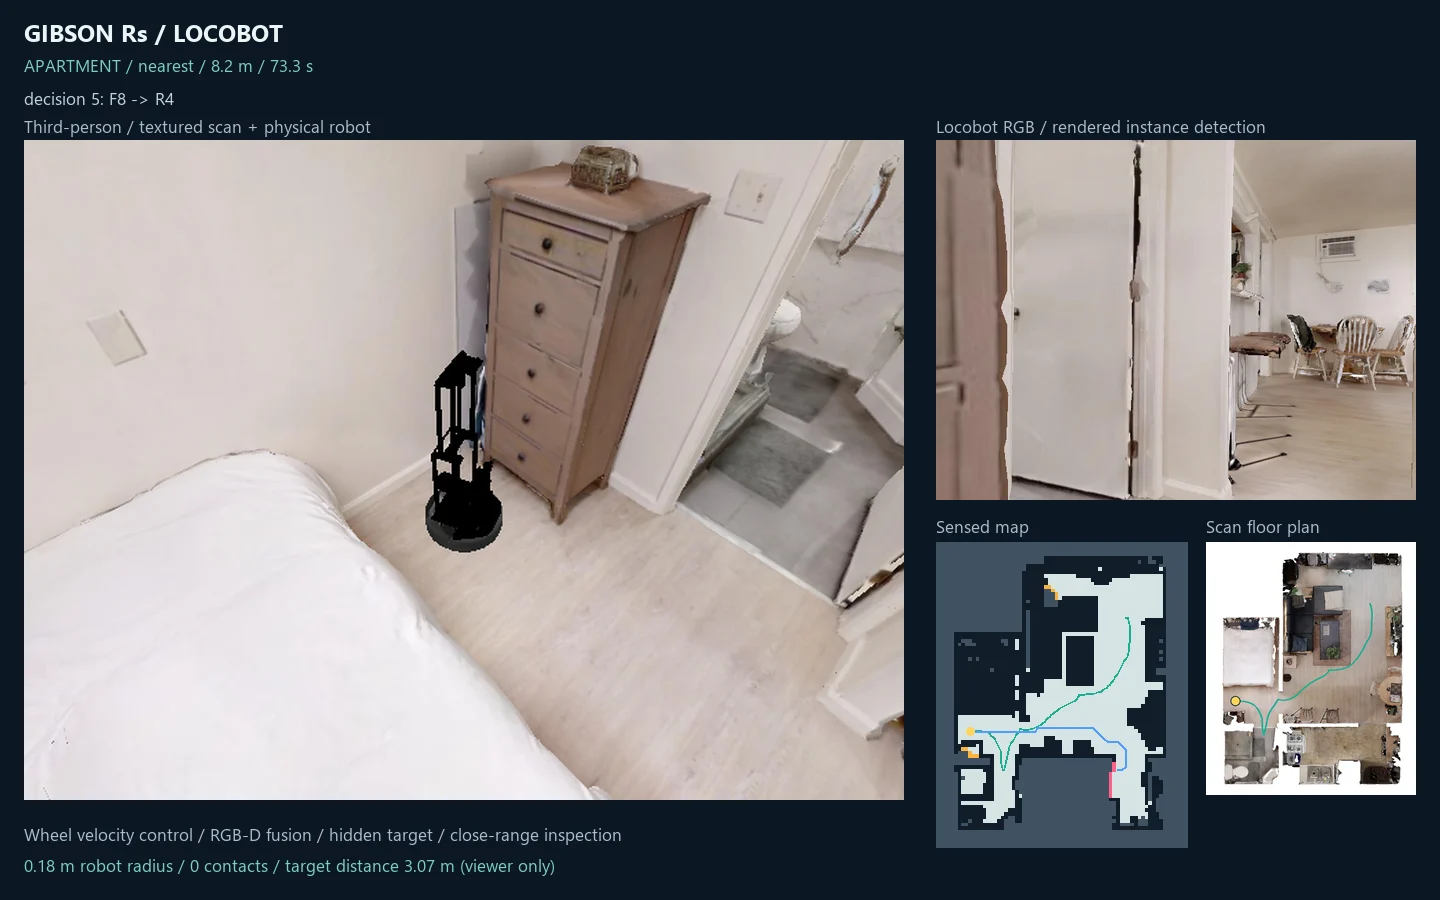 GIBSON Rs / LOCOBOT
APARTMENT / nearest / 8.2 m / 73.3 s
decision 5: F8 -> R4
Third-person / textured scan + physical robot
Locobot RGB / rendered instance detection
Sensed map
Scan floor plan
Wheel velocity control / RGB-D fusion / hidden target / close-range inspection
0.18 m robot radius / 0 contacts / target distance 3.07 m (viewer only)